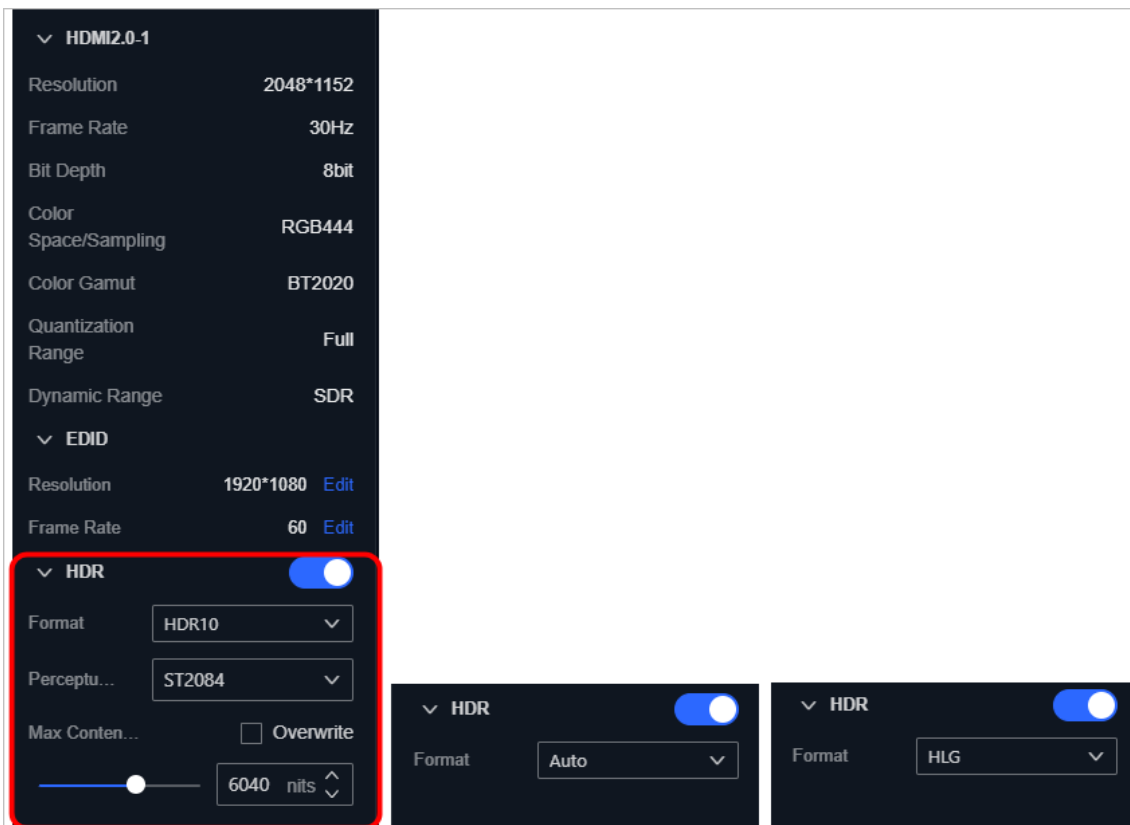 HDMI2.0-1
Resolution 2048*1152
Frame Rate 30Hz
Bit Depth 8bit
Color
Space/Sampling RGB444
Color Gamut BT2020
Quantization
Range Full
Dynamic Range SDR
EDID
Resolution 1920*1080 Edit
Frame Rate 60 Edit
HDR
Format HDR10
Perceptu... ST2084
Max Conten... Overwrite
6040 nits
HDR
Format Auto
HDR
Format HLG